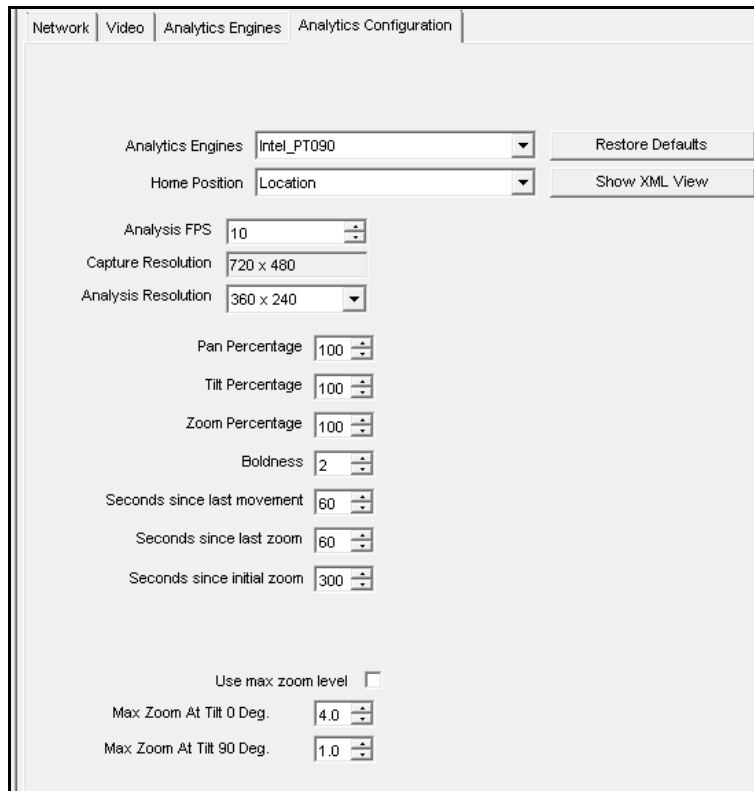 Network Video Analytics Engines Analytics Configuration
Analytics Engines Intel_PT090 Restore Defaults
Home Position Location Show XML View
Analysis FPS 10
Capture Resolution 720 x 480
Analysis Resolution 360 x 240
Pan Percentage 100
Tilt Percentage 100
Zoom Percentage 100
Boldness 2
Seconds since last movement 60
Seconds since last zoom 60
Seconds since initial zoom 300
Use max zoom level
Max Zoom At Tilt 0 Deg. 4.0
Max Zoom At Tilt 90 Deg. 1.0